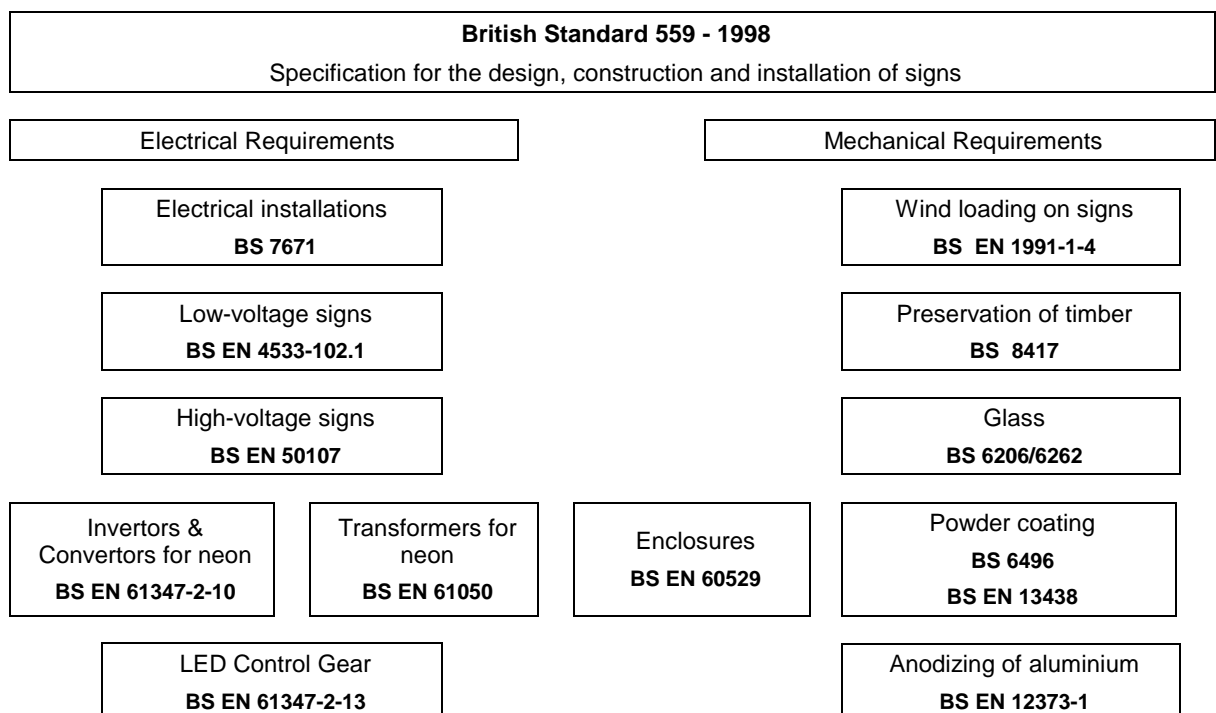 British Standard 559 - 1998
Specification for the design, construction and installation of signs
Electrical Requirements
Mechanical Requirements
Electrical installations
BS 7671
Wind loading on signs
BS EN 1991-1-4
Low-voltage signs
BS EN 4533-102.1
Preservation of timber
BS 8417
High-voltage signs
BS EN 50107
Glass
BS 6206/6262
Invertors &
Convertors for neon
BS EN 61347-2-10
Transformers for
neon
BS EN 61050
Enclosures
BS EN 60529
Powder coating
BS 6496
BS EN 13438
LED Control Gear
BS EN 61347-2-13
Anodizing of aluminium
BS EN 12373-1